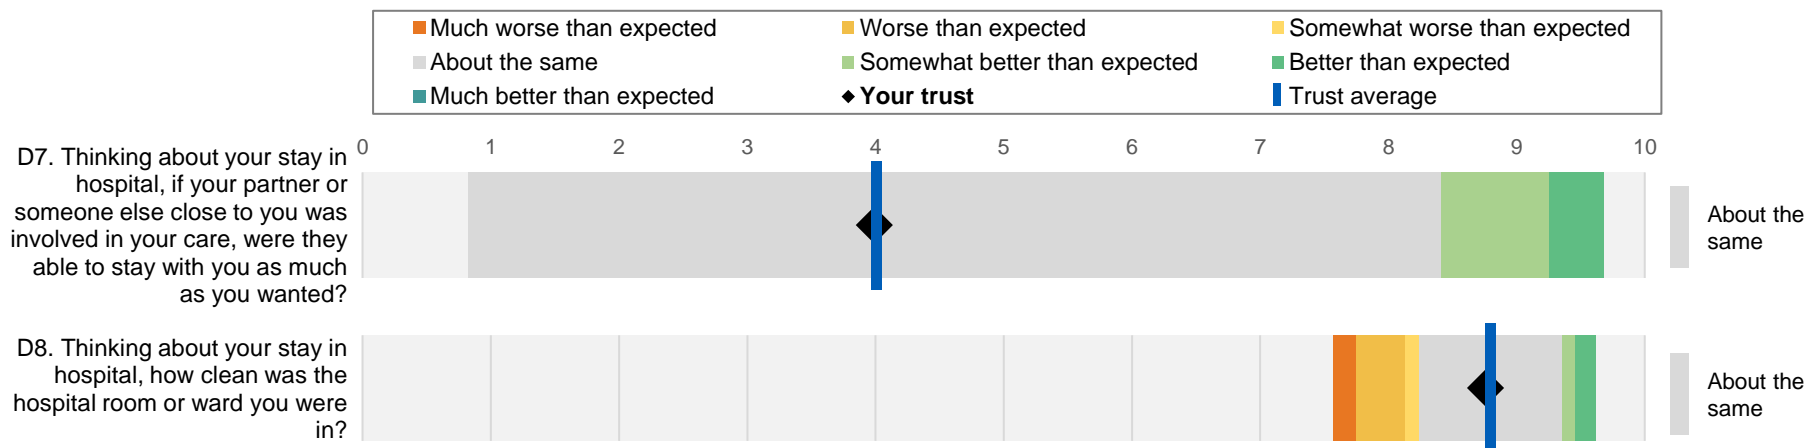 Much worse than expected
Worse than expected
Somewhat worse than expected
About the same
Somewhat better than expected
Better than expected
Much better than expected
Your trust
Trust average
0 1 2 3 4 5 6 7 8 9 10
D7. Thinking about your stay in
hospital, if your partner or
someone else close to you was
involved in your care, were they
able to stay with you as much
as you wanted?
About the
same
D8. Thinking about your stay in
hospital, how clean was the
hospital room or ward you were
in?
About the
same